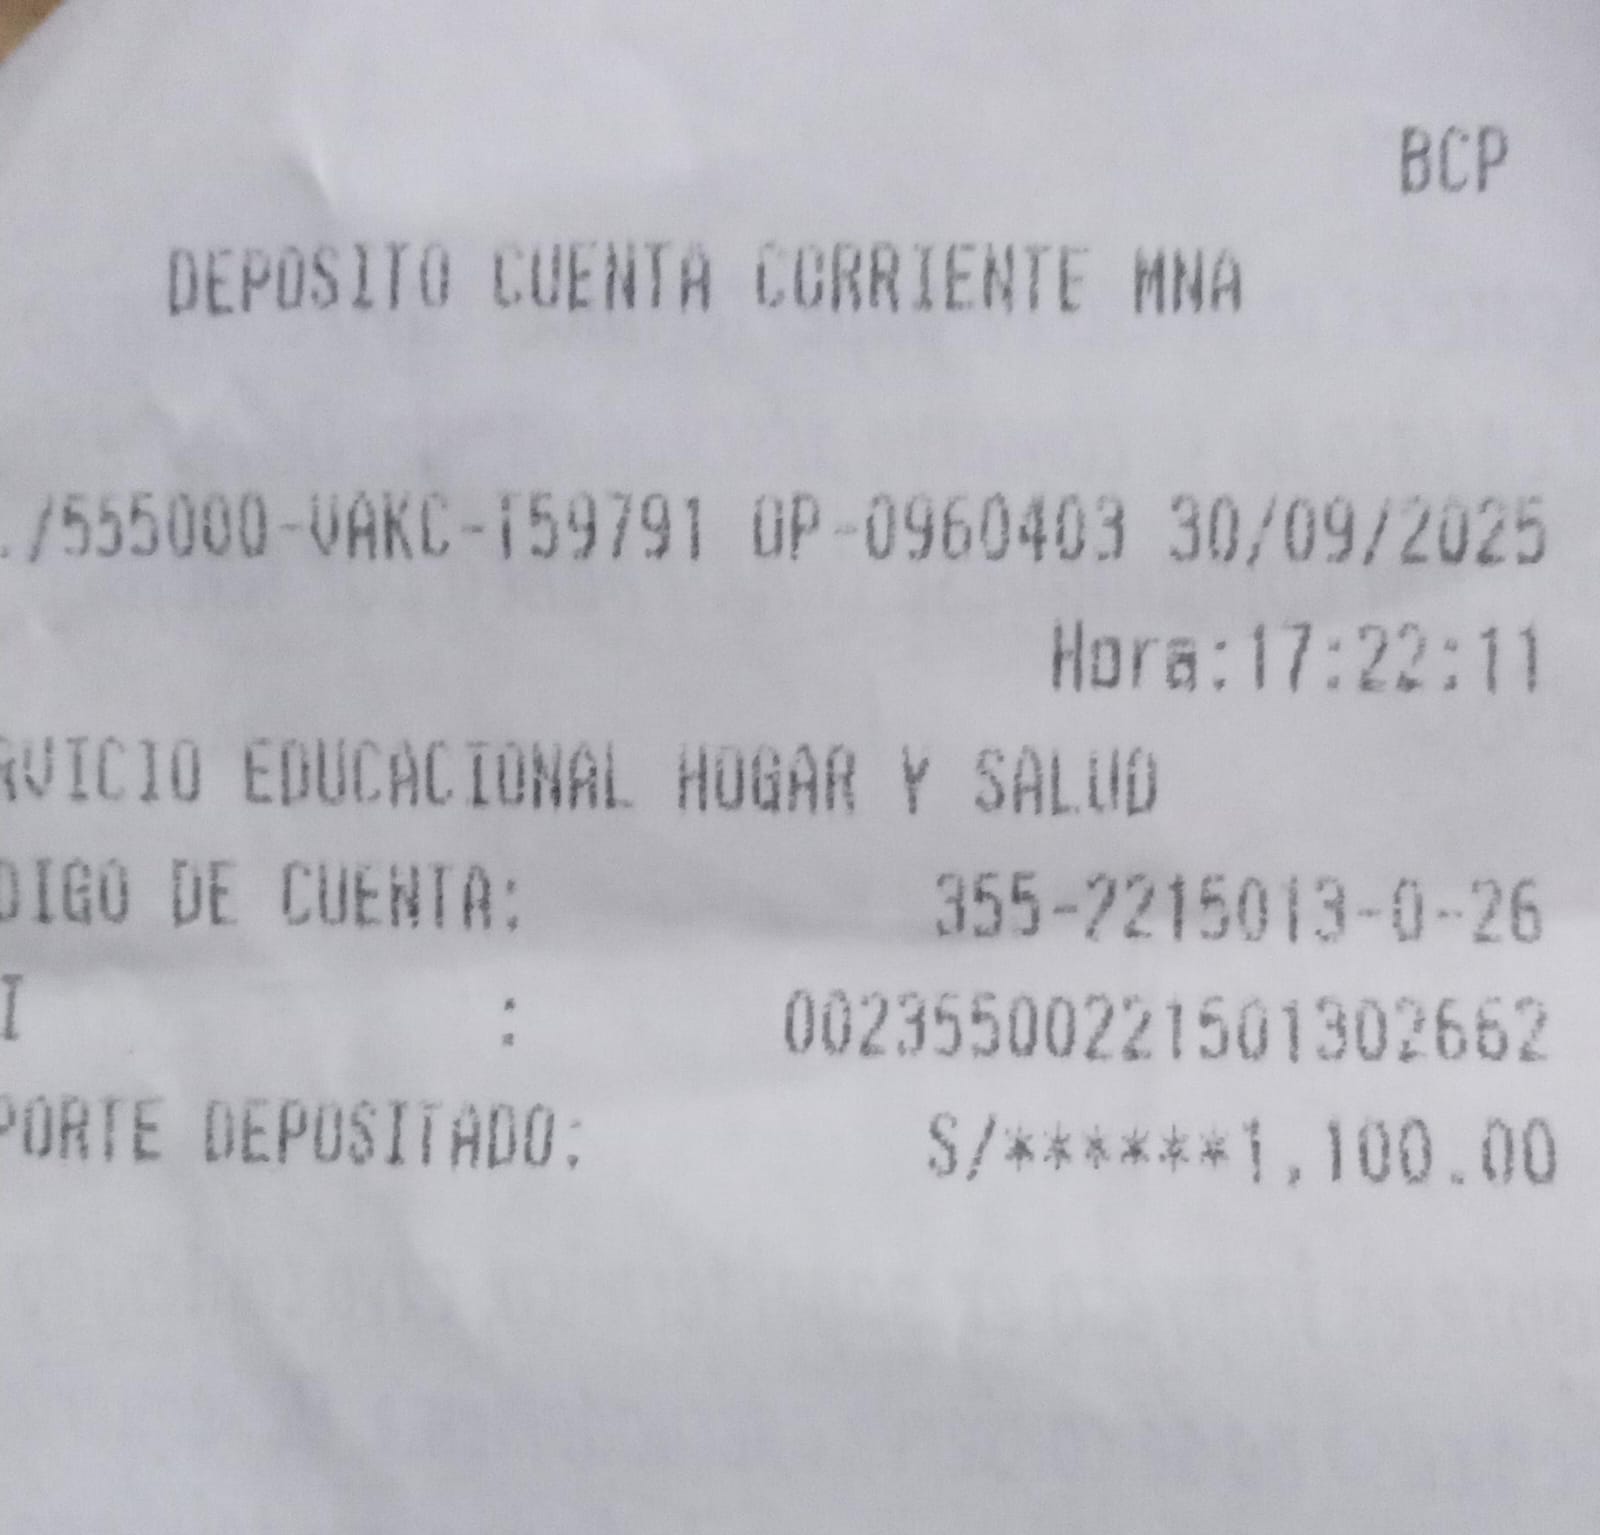 BCP
DEPOSITO CUENTA CORRIENTE MNA
./555000-VAKC-T59791 OP-0960403 30/09/2025
Hora:17:22:11
RVICIO EDUCACIONAL HOGAR Y SALUD
DIGO DE CUENTA: 355-2215013-0-26
I : 00235500221501302662
PORTE DEPOSITADO: S/******1,100.00